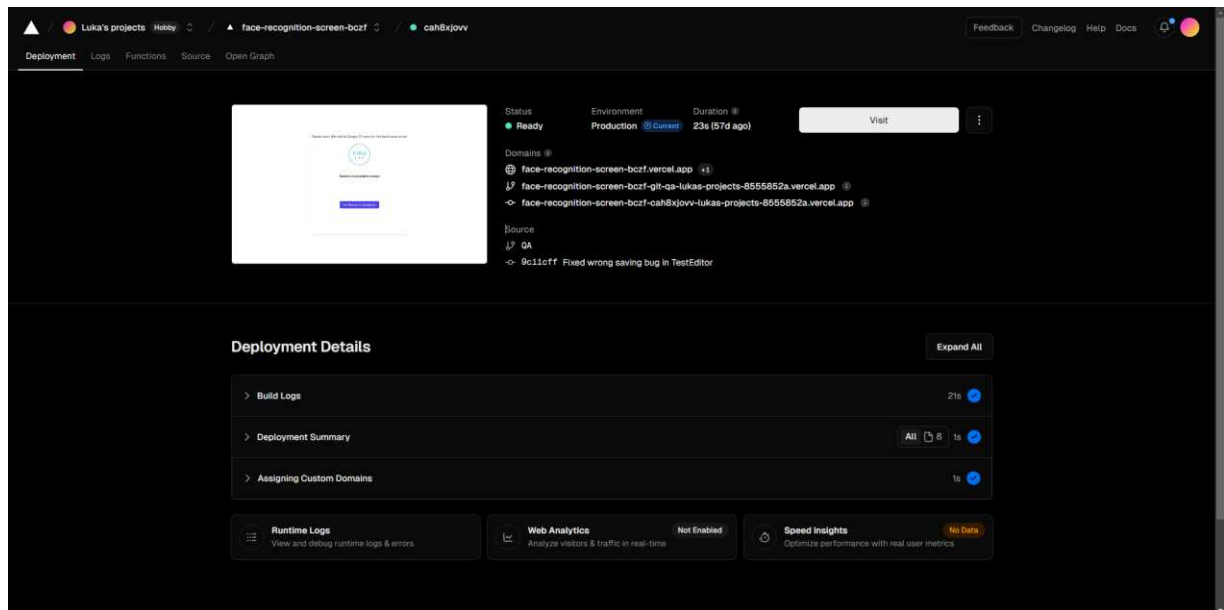 Luka's projects Hobby face-recognition-screen-bczf cah8xjovv Feedback Changelog Help Docs
Deployment Logs Functions Source Open Graph
Status Environment Duration
Ready Production Current 23s (57d ago) Visit
Domains
face-recognition-screen-bczf.vercel.app +1
face-recognition-screen-bczf-git-qa-lukas-projects-8555852a.vercel.app
face-recognition-screen-bczf-cah8xjovv-lukas-projects-8555852a.vercel.app
Source
QA
9c11cff Fixed wrong saving bug in TestEditor
Deployment Details Expand All
Build Logs 21s
Deployment Summary All 8 1s
Assigning Custom Domains 1s
Runtime Logs
View and debug runtime logs & errors
Web Analytics Not Enabled
Analyze visitors & traffic in real-time
Speed Insights No Data
Optimize performance with real user metrics